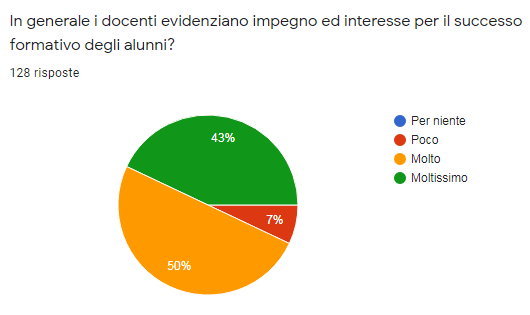 In generale i docenti evidenziano impegno ed interesse per il successo
formativo degli alunni?
128 risposte
43%
7%
50%
Per niente
Poco
Molto
Moltissimo